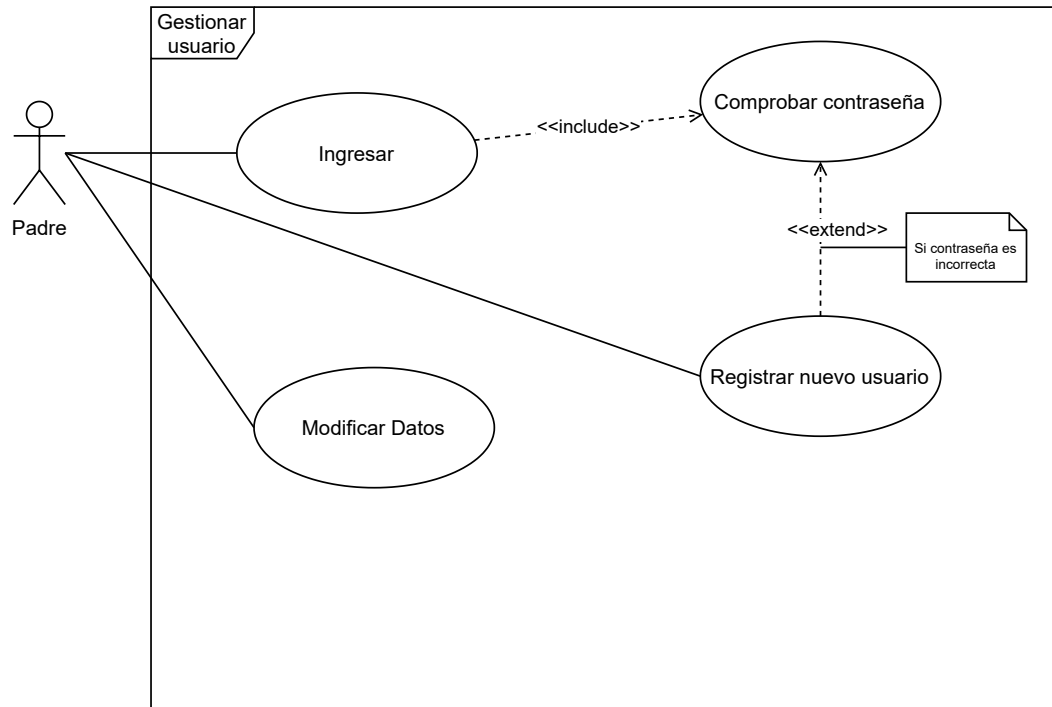 Gestionar
usuario
Comprobar contraseña
<<include>>
Ingresar
Padre
<<extend>>
Si contraseña es
incorrecta
Registrar nuevo usuario
Modificar Datos